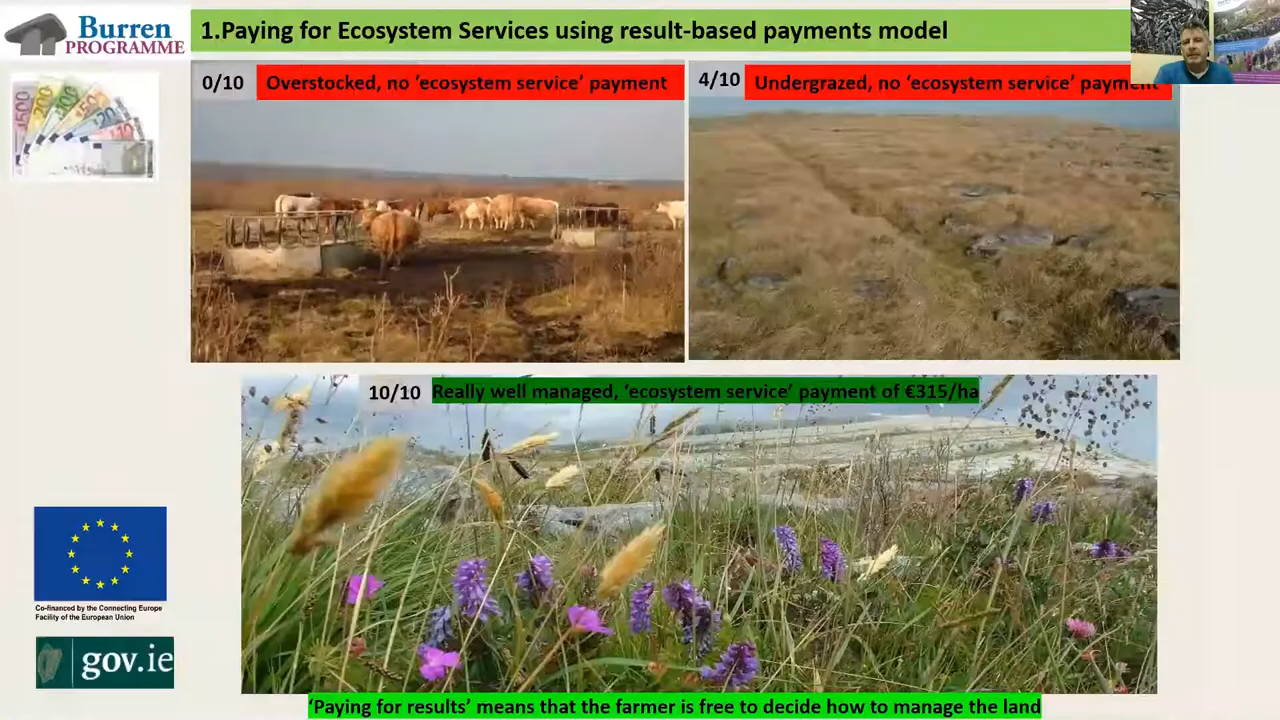 Burren
PROGRAMME
1.Paying for Ecosystem Services using result-based payments model
0/10 Overstocked, no ‘ecosystem service’ payment
4/10 Undergrazed, no ‘ecosystem service’ payment
10/10 Really well managed, ‘ecosystem service’ payment of €315/ha
Co-financed by the Connecting Europe
Facility of the European Union
gov.ie
‘Paying for results’ means that the farmer is free to decide how to manage the land